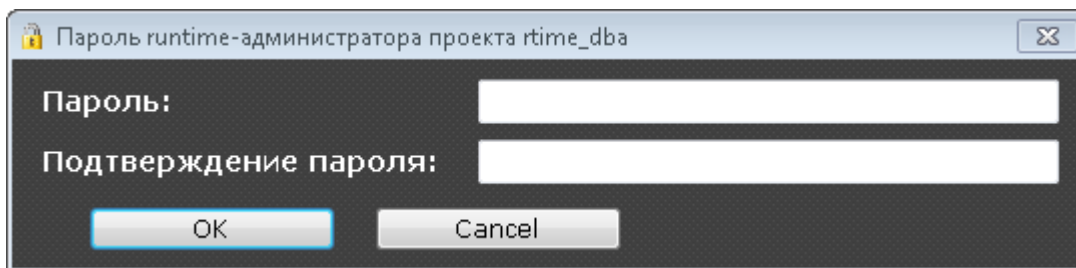 Пароль runtime-администратора проекта rtime_dba
Пароль:
Подтверждение пароля:
OK Cancel